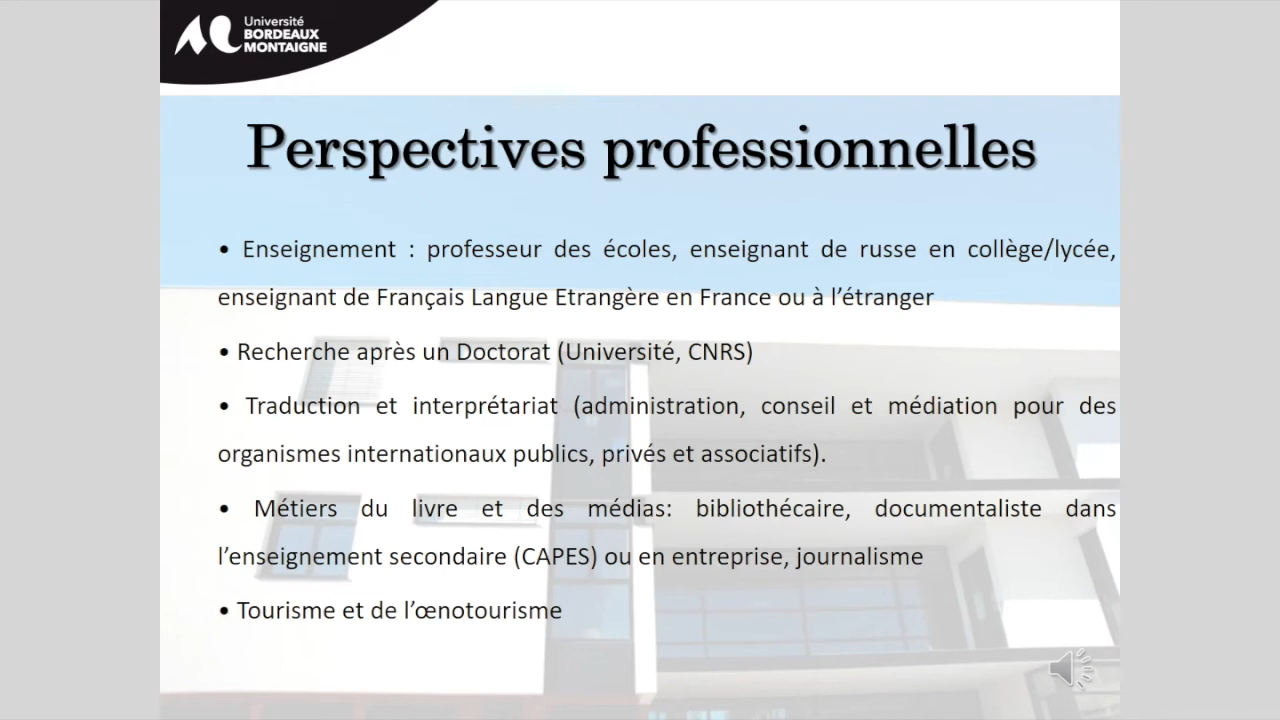 Université
BORDEAUX
MONTAIGNE
Perspectives professionnelles
• Enseignement : professeur des écoles, enseignant de russe en collège/lycée,
enseignant de Français Langue Etrangère en France ou à l’étranger
• Recherche après un Doctorat (Université, CNRS)
• Traduction et interprétariat (administration, conseil et médiation pour des
organismes internationaux publics, privés et associatifs).
• Métiers du livre et des médias: bibliothécaire, documentaliste dans
l’enseignement secondaire (CAPES) ou en entreprise, journalisme
• Tourisme et de l’œnotourisme